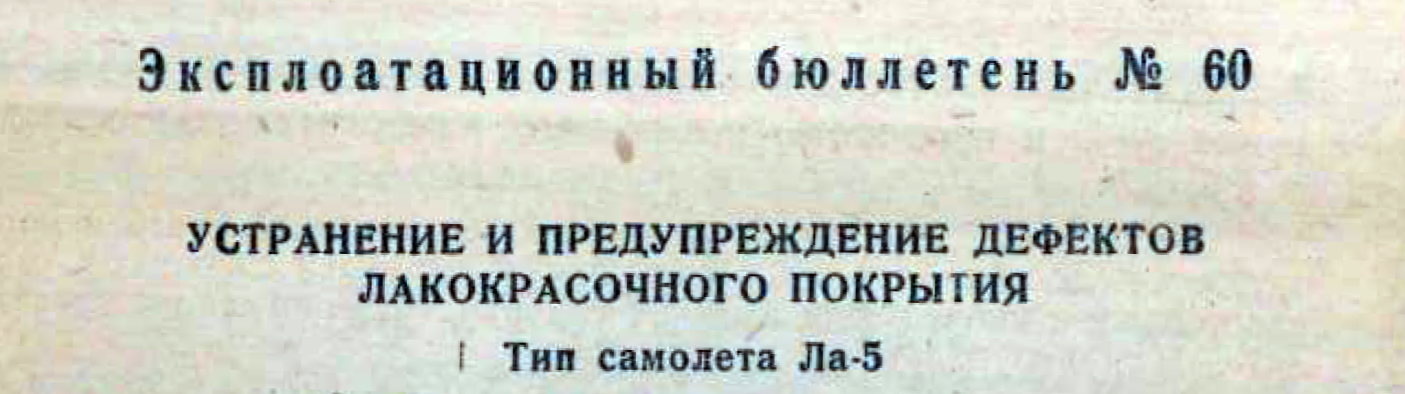 Эксплоатационный бюллетень № 60
УСТРАНЕНИЕ И ПРЕДУПРЕЖДЕНИЕ ДЕФЕКТОВ
ЛАКОКРАСОЧНОГО ПОКРЫТИЯ
Тип самолета Ла-5